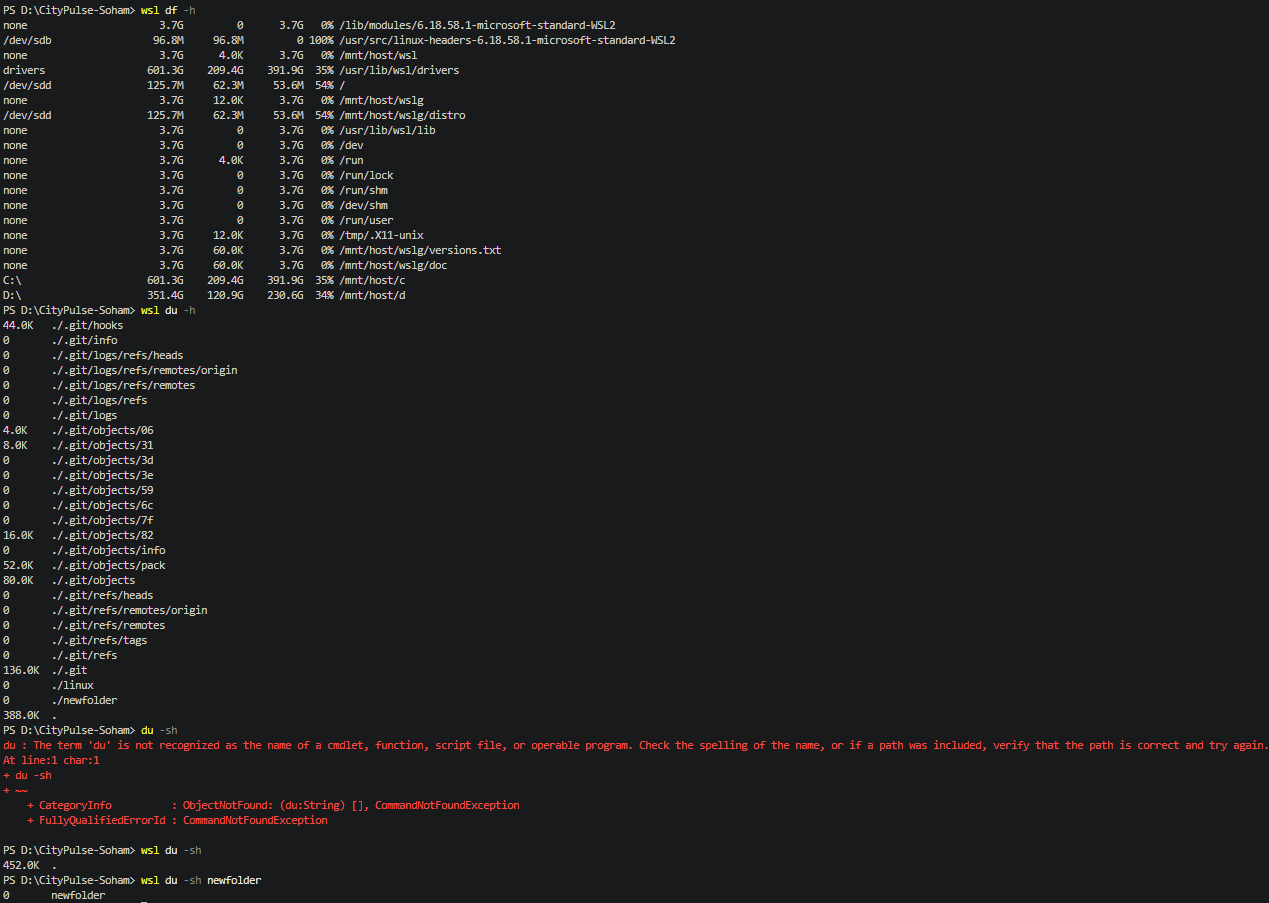 PS D:\CityPulse-Soham> wsl df -h
none                    3.7G         0      3.7G   0% /lib/modules/6.18.58.1-microsoft-standard-WSL2
/dev/sdb               96.8M     96.8M         0 100% /usr/src/linux-headers-6.18.58.1-microsoft-standard-WSL2
none                    3.7G      4.0K      3.7G   0% /mnt/host/wsl
drivers               601.3G    209.4G    391.9G  35% /usr/lib/wsl/drivers
/dev/sdd              125.7M     62.3M     53.6M  54% /
none                    3.7G     12.0K      3.7G   0% /mnt/host/wslg
/dev/sdd              125.7M     62.3M     53.6M  54% /mnt/host/wslg/distro
none                    3.7G         0      3.7G   0% /usr/lib/wsl/lib
none                    3.7G         0      3.7G   0% /dev
none                    3.7G      4.0K      3.7G   0% /run
none                    3.7G         0      3.7G   0% /run/lock
none                    3.7G         0      3.7G   0% /run/shm
none                    3.7G         0      3.7G   0% /dev/shm
none                    3.7G         0      3.7G   0% /run/user
none                    3.7G     12.0K      3.7G   0% /tmp/.X11-unix
none                    3.7G     60.0K      3.7G   0% /mnt/host/wslg/versions.txt
none                    3.7G     60.0K      3.7G   0% /mnt/host/wslg/doc
C:\                   601.3G    209.4G    391.9G  35% /mnt/host/c
D:\                   351.4G    120.9G    230.6G  34% /mnt/host/d
PS D:\CityPulse-Soham> wsl du -h
44.0K   ./.git/hooks
0       ./.git/info
0       ./.git/logs/refs/heads
0       ./.git/logs/refs/remotes/origin
0       ./.git/logs/refs/remotes
0       ./.git/logs/refs
0       ./.git/logs
4.0K    ./.git/objects/06
8.0K    ./.git/objects/31
0       ./.git/objects/3d
0       ./.git/objects/3e
0       ./.git/objects/59
0       ./.git/objects/6c
0       ./.git/objects/7f
16.0K   ./.git/objects/82
0       ./.git/objects/info
52.0K   ./.git/objects/pack
80.0K   ./.git/objects
0       ./.git/refs/heads
0       ./.git/refs/remotes/origin
0       ./.git/refs/remotes
0       ./.git/refs/tags
0       ./.git/refs
136.0K  ./.git
0       ./linux
0       ./newfolder
388.0K  .
PS D:\CityPulse-Soham> du -sh
du : The term 'du' is not recognized as the name of a cmdlet, function, script file, or operable program. Check the spelling of the name, or if a path was included, verify that the path is correct and try again.
At line:1 char:1
+ du -sh
+ ~~
    + CategoryInfo          : ObjectNotFound: (du:String) [], CommandNotFoundException
    + FullyQualifiedErrorId : CommandNotFoundException
PS D:\CityPulse-Soham> wsl du -sh
452.0K  .
PS D:\CityPulse-Soham> wsl du -sh newfolder
0       newfolder